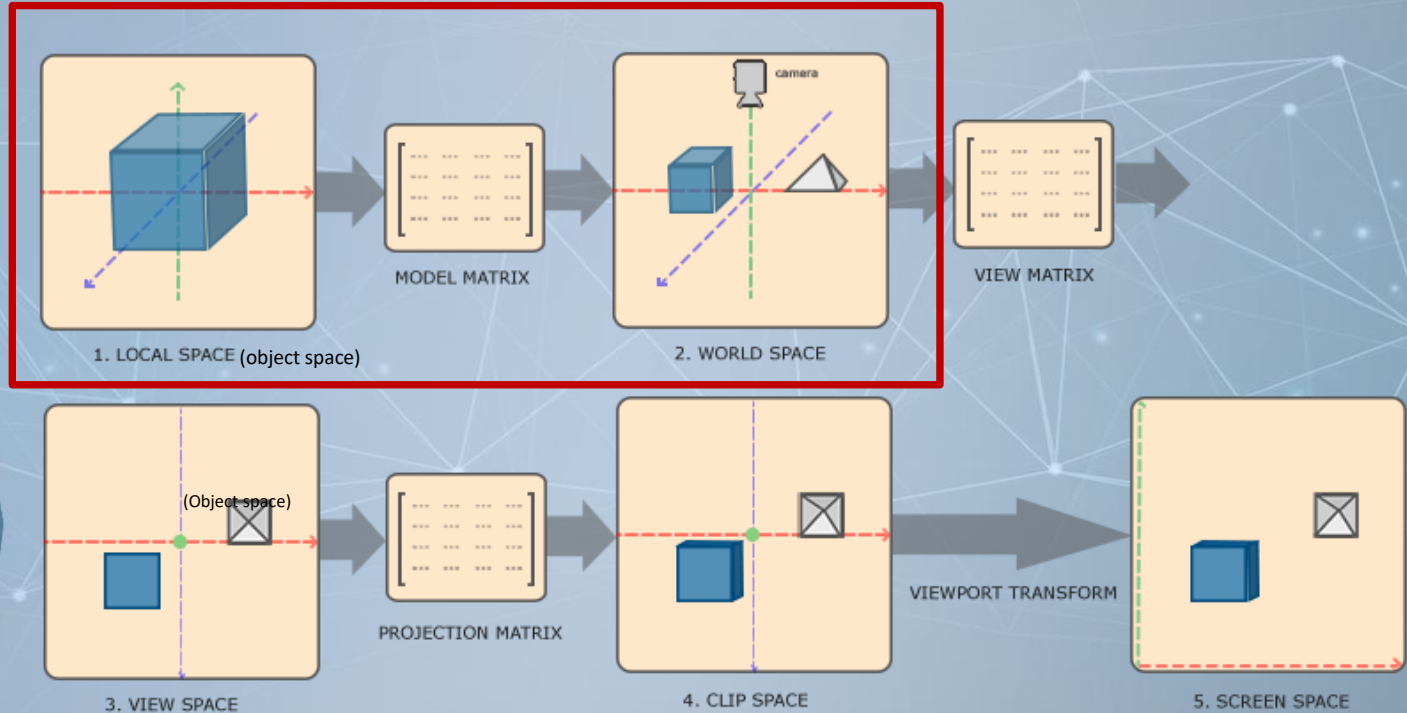 camera
MODEL MATRIX
VIEW MATRIX
1. LOCAL SPACE (object space)
2. WORLD SPACE
(Object space)
PROJECTION MATRIX
VIEWPORT TRANSFORM
3. VIEW SPACE
4. CLIP SPACE
5. SCREEN SPACE